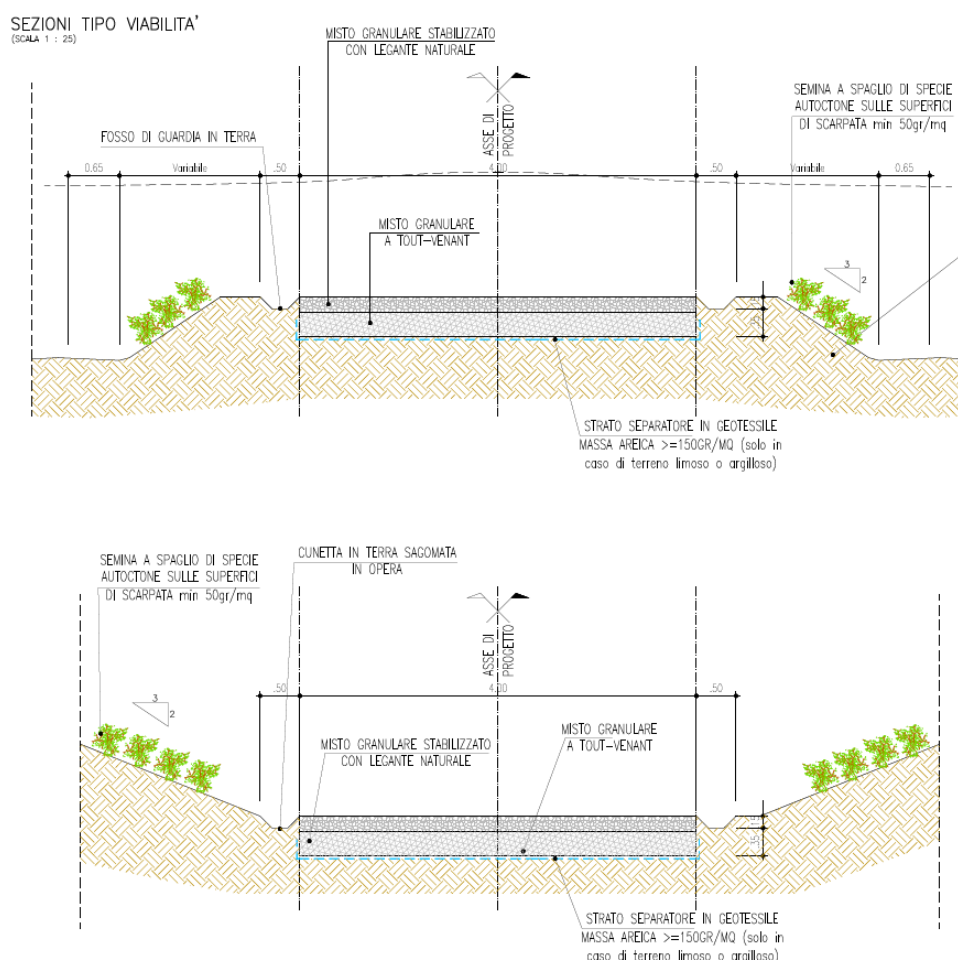 SEZIONI TIPO VIABILITA'
(SCALA 1 : 25)
MISTO GRANULARE STABILIZZATO
CON LEGANTE NATURALE
SEMINA A SPAGLIO DI SPECIE
AUTOCTONE SULLE SUPERFICI
DI SCARPATA min 50gr/mq
FOSSO DI GUARDIA IN TERRA
ASSE DI
PROGETTO
0.65
Variabile
.50
4.00
.50
Variabile
0.65
MISTO GRANULARE
A TOUT-VENANT
3
2
.15
.35
STRATO SEPARATORE IN GEOTESSILE
MASSA AREICA >=150GR/MQ (solo in
caso di terreno limoso o argilloso)
SEMINA A SPAGLIO DI SPECIE
AUTOCTONE SULLE SUPERFICI
DI SCARPATA min 50gr/mq
CUNETTA IN TERRA SAGOMATA
IN OPERA
ASSE DI
PROGETTO
.50
4.00
.50
3
2
MISTO GRANULARE STABILIZZATO
CON LEGANTE NATURALE
MISTO GRANULARE
A TOUT-VENANT
.15
.35
STRATO SEPARATORE IN GEOTESSILE
MASSA AREICA >=150GR/MQ (solo in
caso di terreno limoso o argilloso)